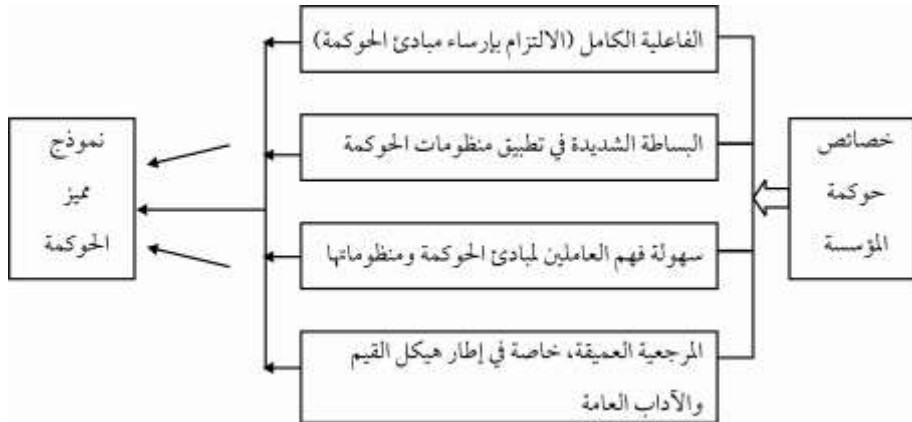 خصائص
حوكمة
المؤسسة
الفاعلية الكامل (الالتزام بإرساء مبادئ الحوكمة)
البساطة الشديدة في تطبيق منظومات الحوكمة
سهولة فهم العاملين لمبادئ الحوكمة ومنظوماتها
المرجعية العميقة، خاصة في إطار هيكل القيم
والآداب العامة
نموذج
مميز
الحوكمة